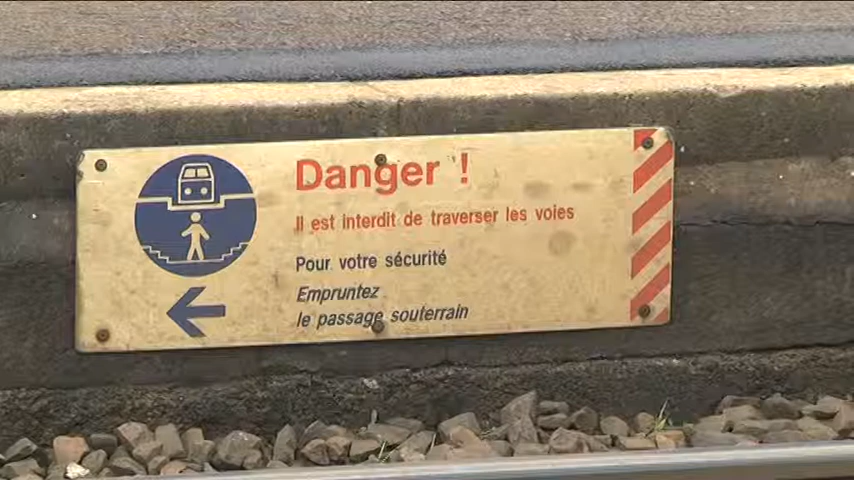 Danger !
Il est interdit de traverser les voies
Pour votre sécurité
Empruntez
le passage souterrain